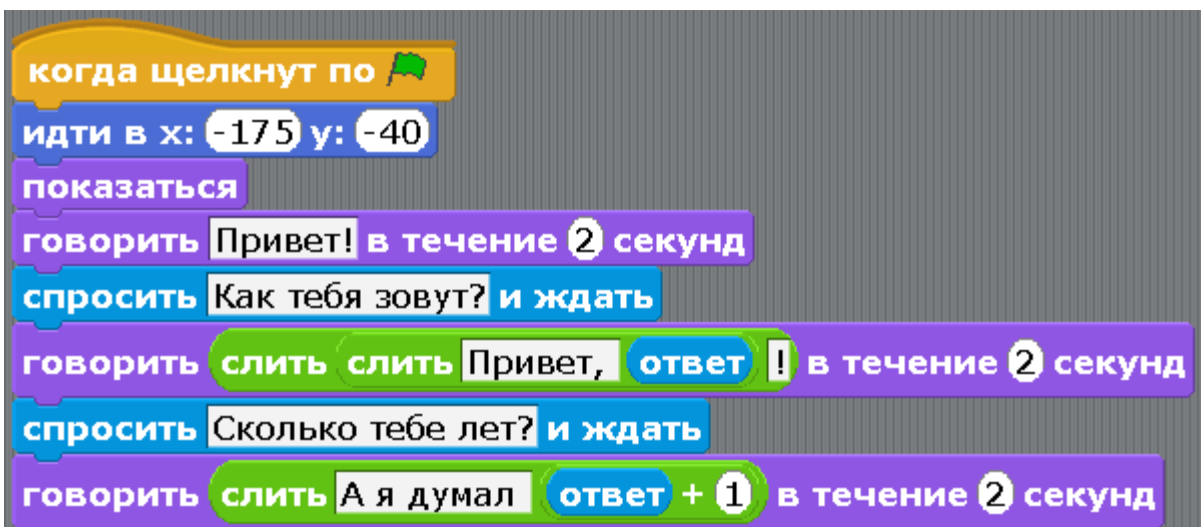 когда щелкнут по
идти в x: -175 y: -40
показаться
говорить Привет! в течение 2 секунд
спросить Как тебя зовут? и ждать
говорить слить слить Привет, ответ ! в течение 2 секунд
спросить Сколько тебе лет? и ждать
говорить слить А я думал ответ + 1 в течение 2 секунд